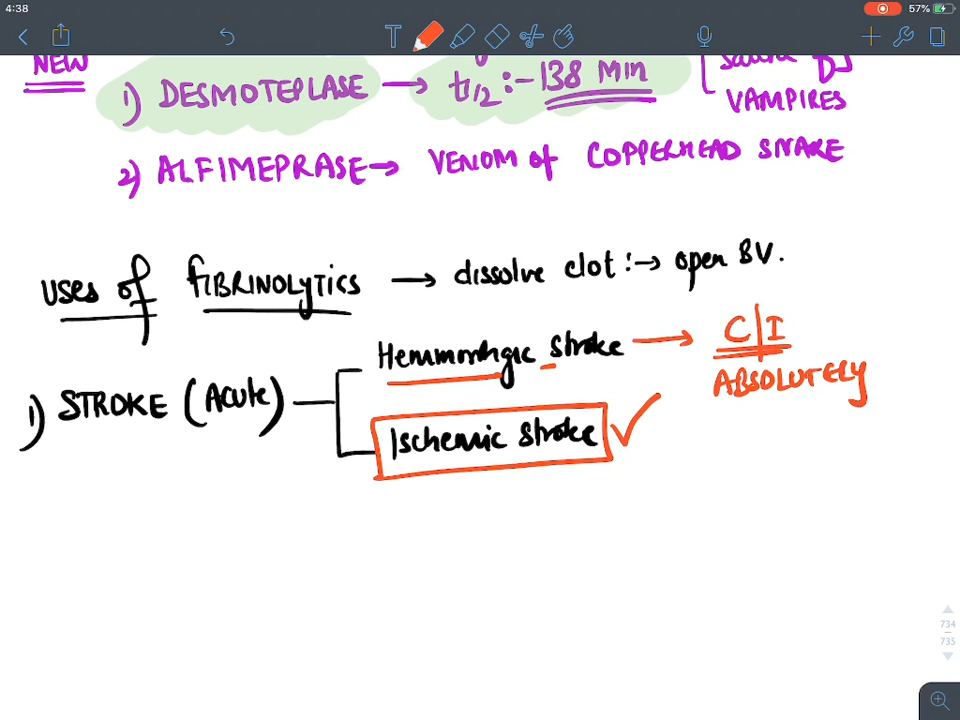 4:38
57%
T
NEW
1) DESMOTEPLASE → t1/2 :- 138 Min
VAMPIRES
2) ALFIMEPRASE → VENOM of COPPERHEAD SNAKE
Uses of FIBRINOLYTICS → dissolve clot :→ open BV.
Hemmorhgic stroke → C|I
ABSOLUTELY
1) STROKE (Acute)
Ischemic stroke ✓
734
735